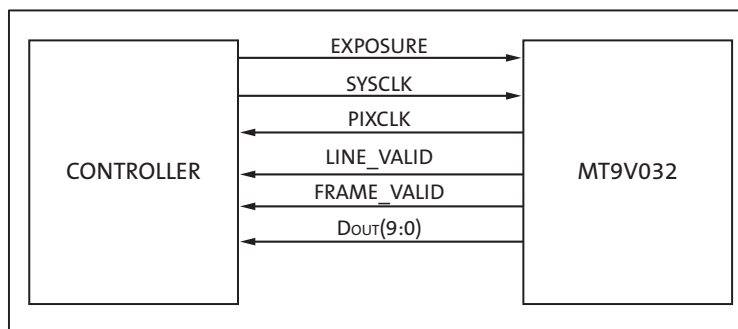 EXPOSURE
SYSCLK
PIXCLK
CONTROLLER
LINE_VALID
MT9V032
FRAME_VALID
DOUT(9:0)